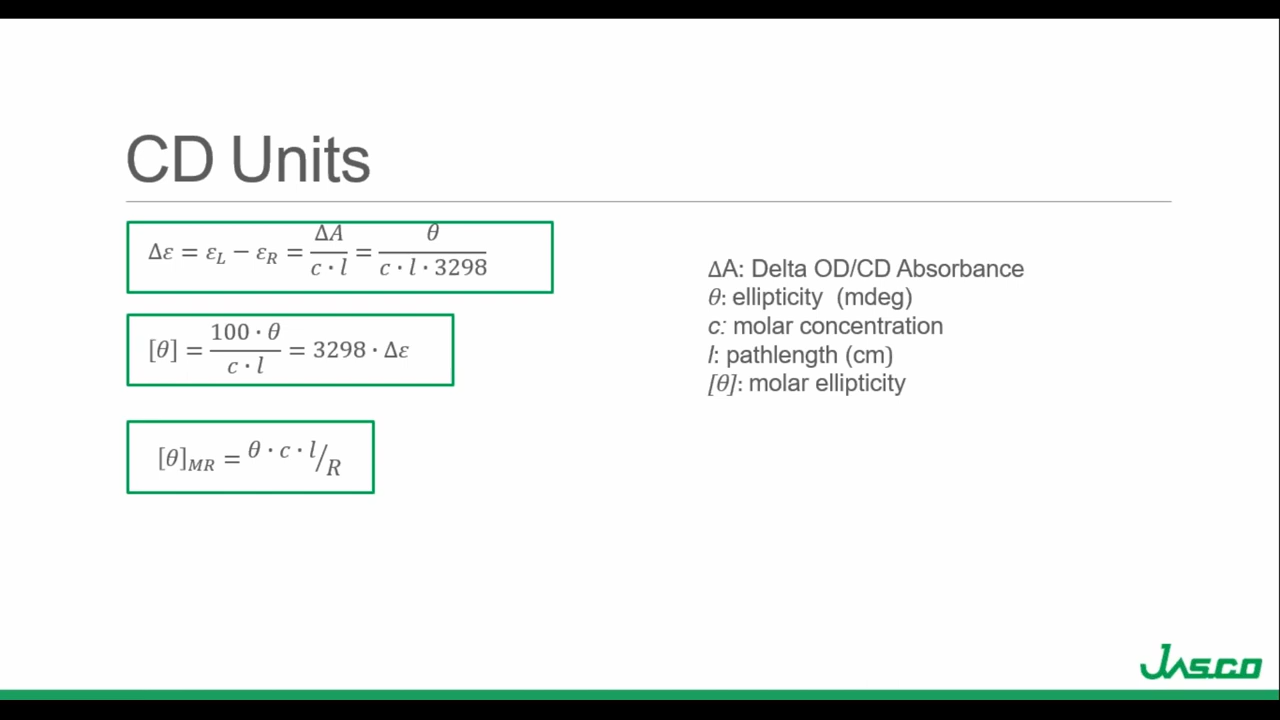 CD Units
Δε = ε_L − ε_R = ΔA / (c · l) = θ / (c · l · 3298)
[θ] = (100 · θ) / (c · l) = 3298 · Δε
[θ]_MR = θ · c · l / R
ΔA: Delta OD/CD Absorbance
θ: ellipticity (mdeg)
c: molar concentration
l: pathlength (cm)
[θ]: molar ellipticity
JASCO